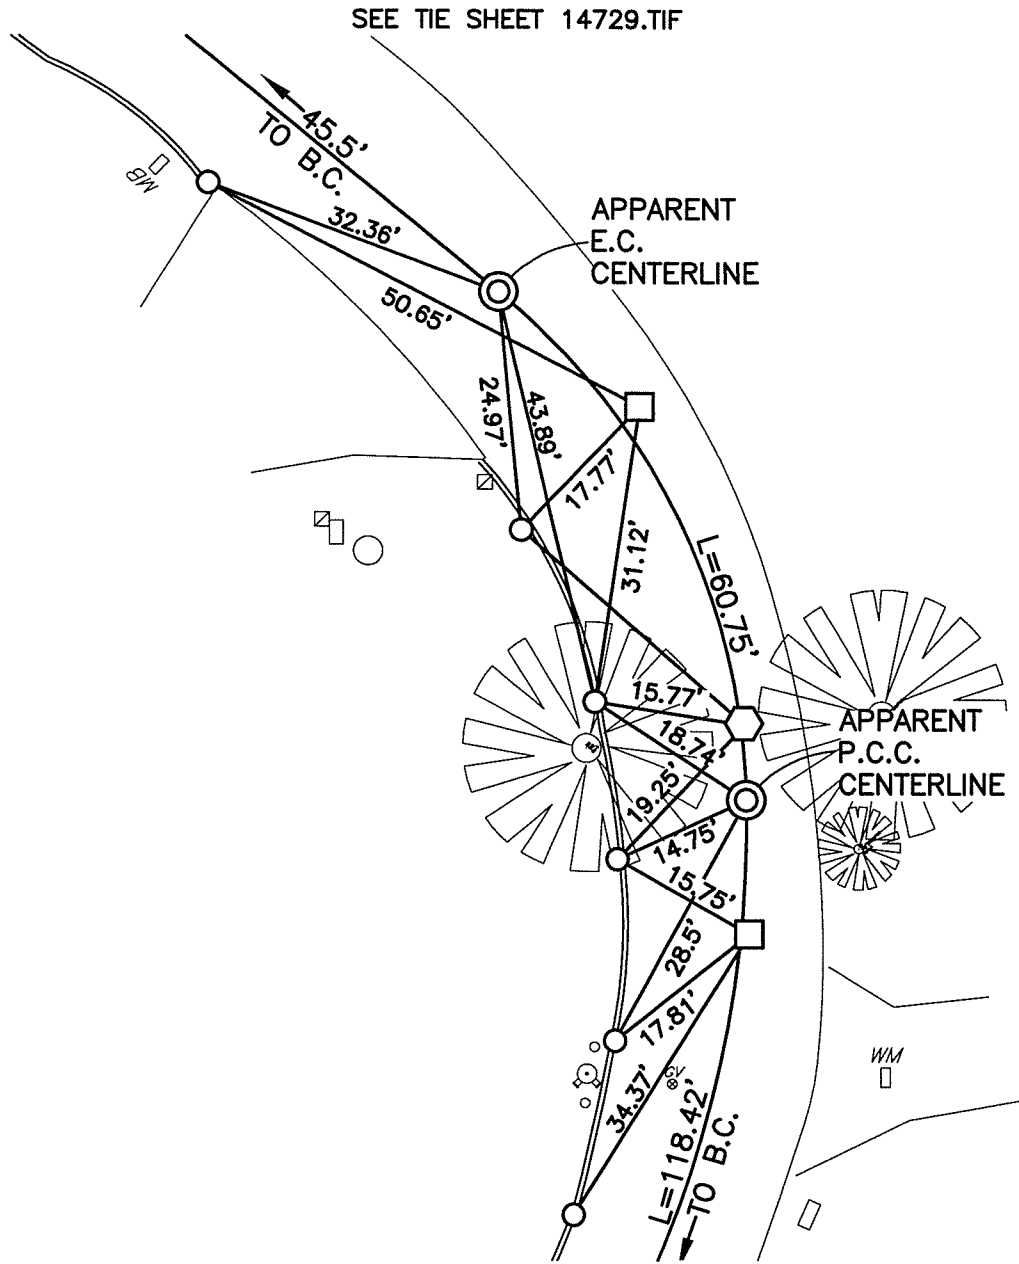 SEE TIE SHEET 14729.TIF
45.5'
TO B.C.
MB
32.36'
APPARENT
E.C.
CENTERLINE
50.65'
24.97'
43.89'
17.77'
31.12'
L=60.75'
15.77'
18.74'
APPARENT
P.C.C.
CENTERLINE
19.25'
14.75'
15.75'
28.5'
17.81'
WM
GV
34.37'
L=118.42'
TO B.C.